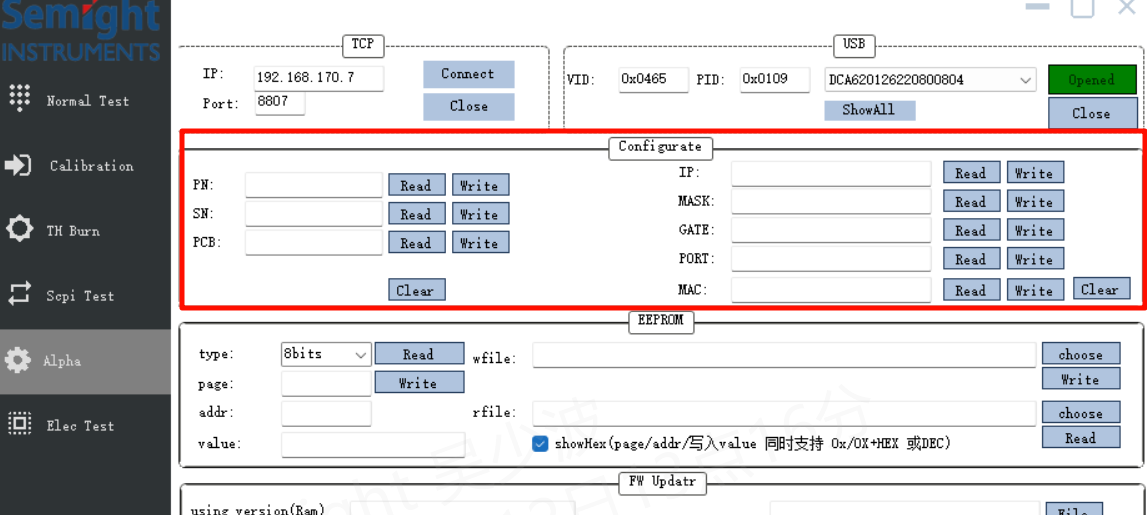 Semight
INSTRUMENTS
Normal Test
Calibration
TH Burn
Scpi Test
Alpha
Elec Test
TCP
IP: 192.168.170.7 Connect
Port: 8807 Close
USB
VID: 0x0465 PID: 0x0109 DCA620126220800804 Opened
ShowAll Close
Configurate
PN: Read Write
SN: Read Write
PCB: Read Write
Clear
IP: Read Write
MASK: Read Write
GATE: Read Write
PORT: Read Write
MAC: Read Write Clear
EEPROM
type: 8bits Read wfile: choose
page: Write Write
addr: rfile: choose
value: showHex(page/addr/写入value 同时支持 0x/0X+HEX 或DEC) Read
FW Updatr
using version(Ram) File